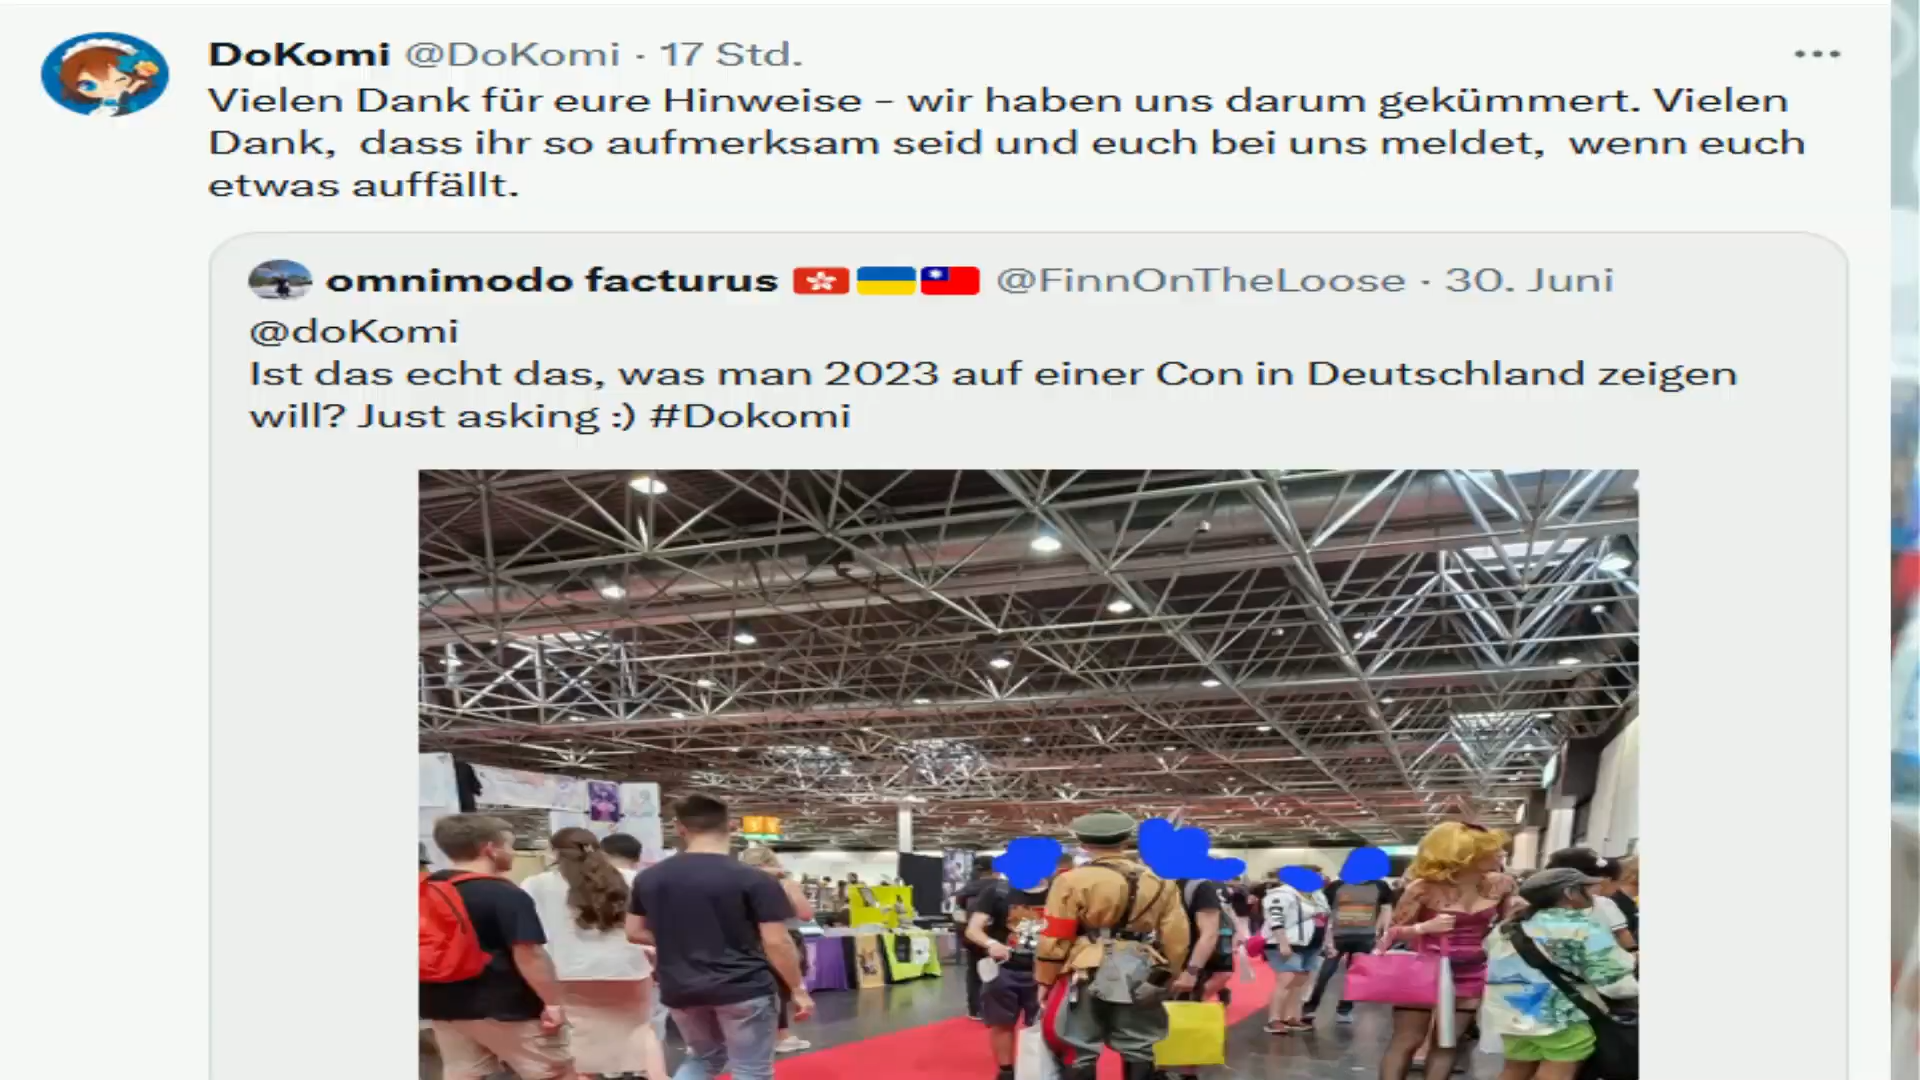 DoKomi @DoKomi · 17 Std.
Vielen Dank für eure Hinweise – wir haben uns darum gekümmert. Vielen
Dank, dass ihr so aufmerksam seid und euch bei uns meldet, wenn euch
etwas auffällt.
omnimodo facturus @FinnOnTheLoose · 30. Juni
@doKomi
Ist das echt das, was man 2023 auf einer Con in Deutschland zeigen
will? Just asking :) #Dokomi